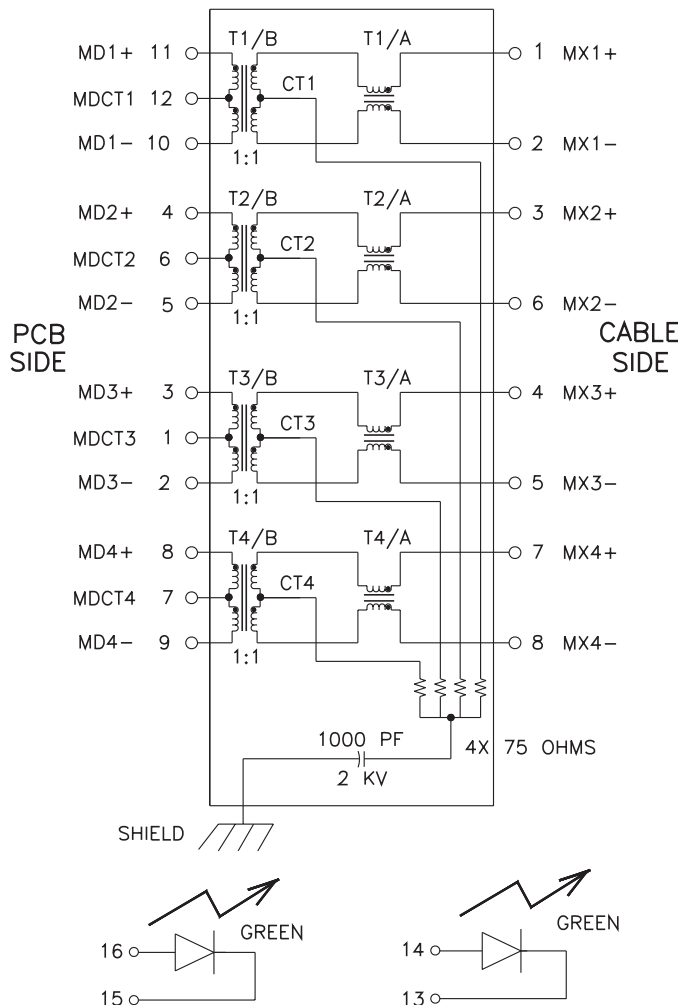 T1/B T1/A
MD1+ 11 1 MX1+
CT1
MDCT1 12
MD1- 10 2 MX1-
1:1
T2/B T2/A
MD2+ 4 3 MX2+
CT2
MDCT2 6
MD2- 5 6 MX2-
1:1
PCB
SIDE
CABLE
SIDE
T3/B T3/A
MD3+ 3 4 MX3+
CT3
MDCT3 1
MD3- 2 5 MX3-
1:1
T4/B T4/A
MD4+ 8 7 MX4+
CT4
MDCT4 7
MD4- 9 8 MX4-
1:1
1000 PF
4X 75 OHMS
2 KV
SHIELD
GREEN
16
15
GREEN
14
13